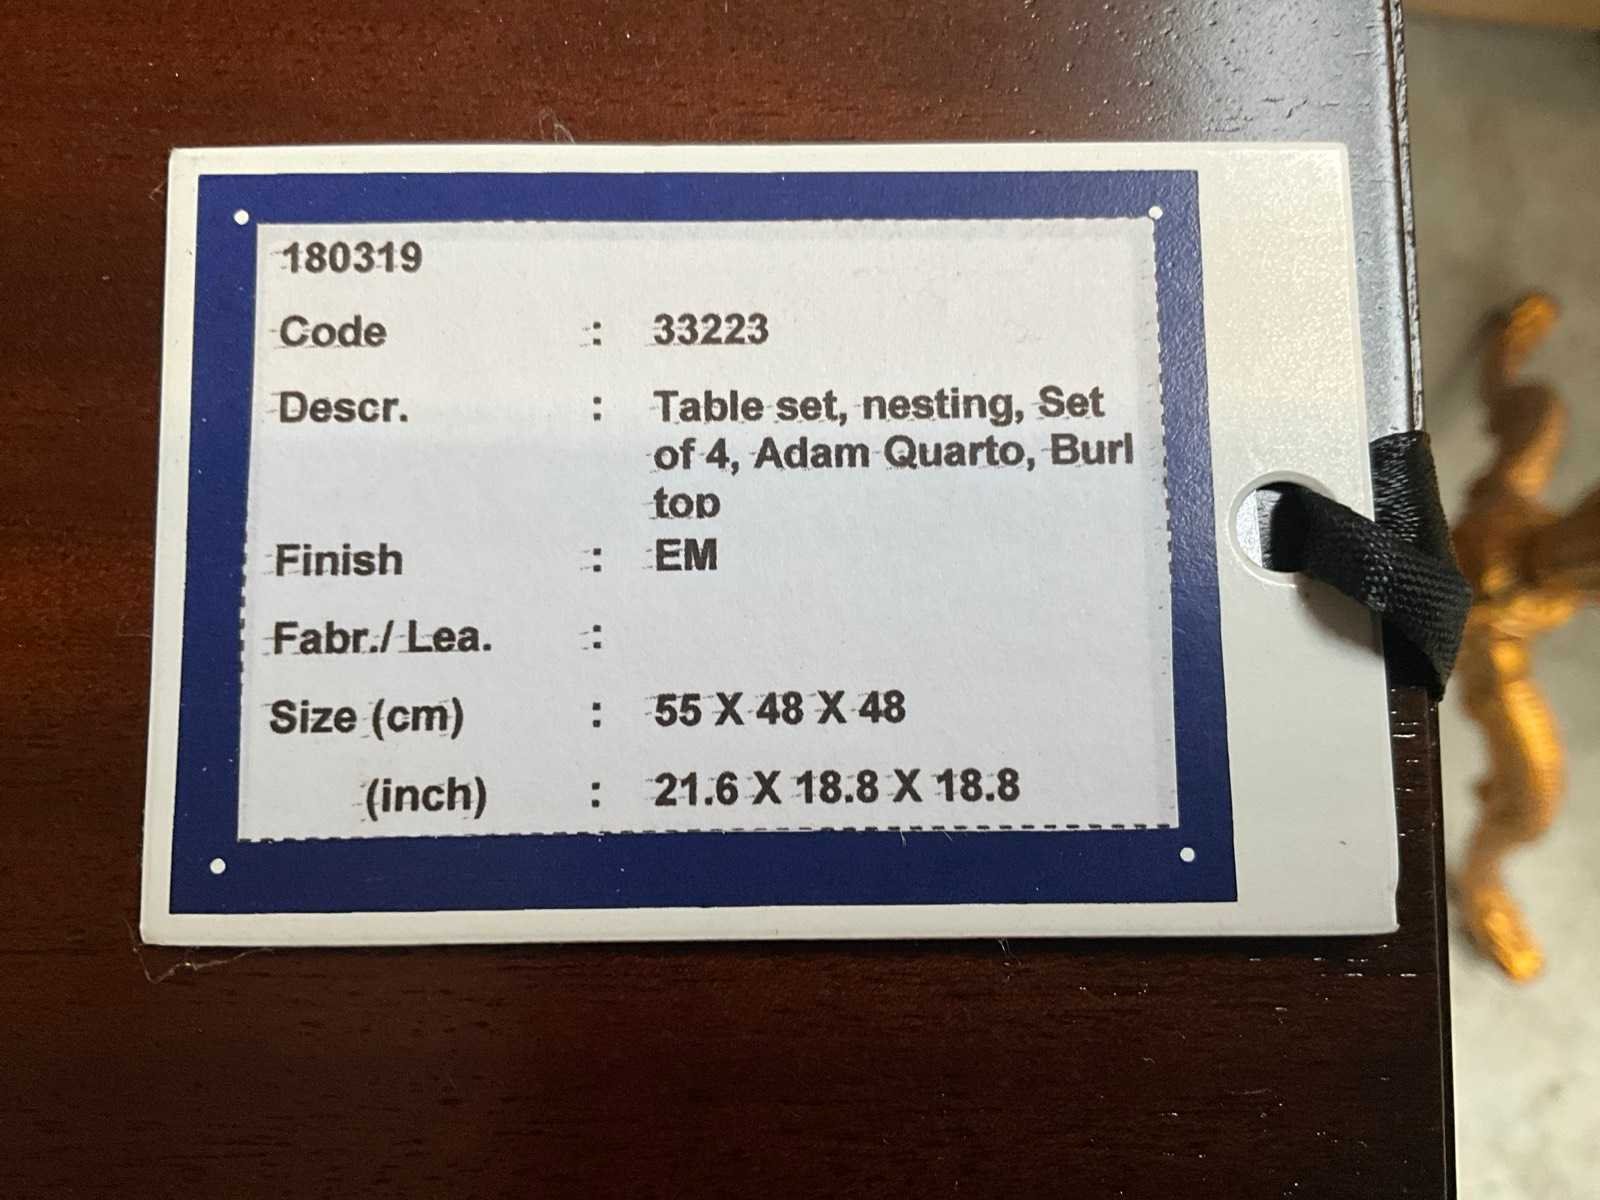 180319
Code : 33223
Descr. : Table set, nesting, Set
of 4, Adam Quarto, Burl
top
Finish : EM
Fabr./ Lea. :
Size (cm) : 55 X 48 X 48
(inch) : 21.6 X 18.8 X 18.8